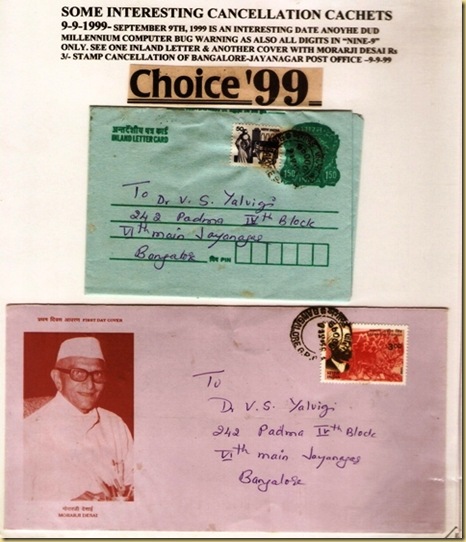 SOME INTERESTING CANCELLATION CACHETS
9-9-1999- SEPTEMBER 9TH, 1999 IS AN INTERESTING DATE ANOYHE DUD
MILLENNIUM COMPUTER BUG WARNING AS ALSO ALL DIGITS IN "NINE-9"
ONLY. SEE ONE INLAND LETTER & ANOTHER COVER WITH MORARJI DESAI Rs
3/- STAMP CANCELLATION OF BANGALORE-JAYANAGAR POST OFFICE -9-9-99
Choice '99
अन्तर्देशीय पत्र कार्ड
INLAND LETTER CARD
50
150 150
To Dr V. S. Yalvigi
242 Padma IVth Block
VIth main Jayanagar
Bangalore
पिन PIN
प्रथम दिवस आवरण FIRST DAY COVER
To
Dr V. S. Yalvigi
242 Padma IVth Block
VIth main Jayanagar
Bangalore
मोरारजी देसाई
MORARJI DESAI